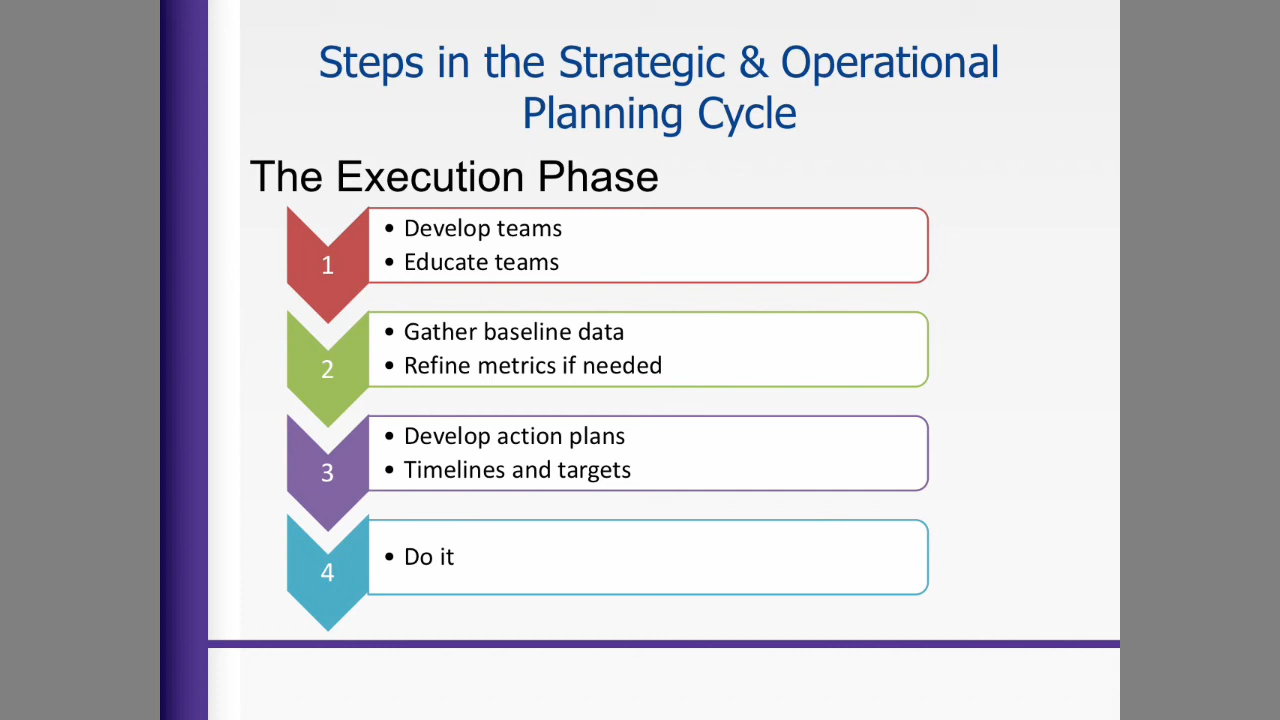 Steps in the Strategic & Operational
Planning Cycle
The Execution Phase
1
• Develop teams
• Educate teams
2
• Gather baseline data
• Refine metrics if needed
3
• Develop action plans
• Timelines and targets
4
• Do it